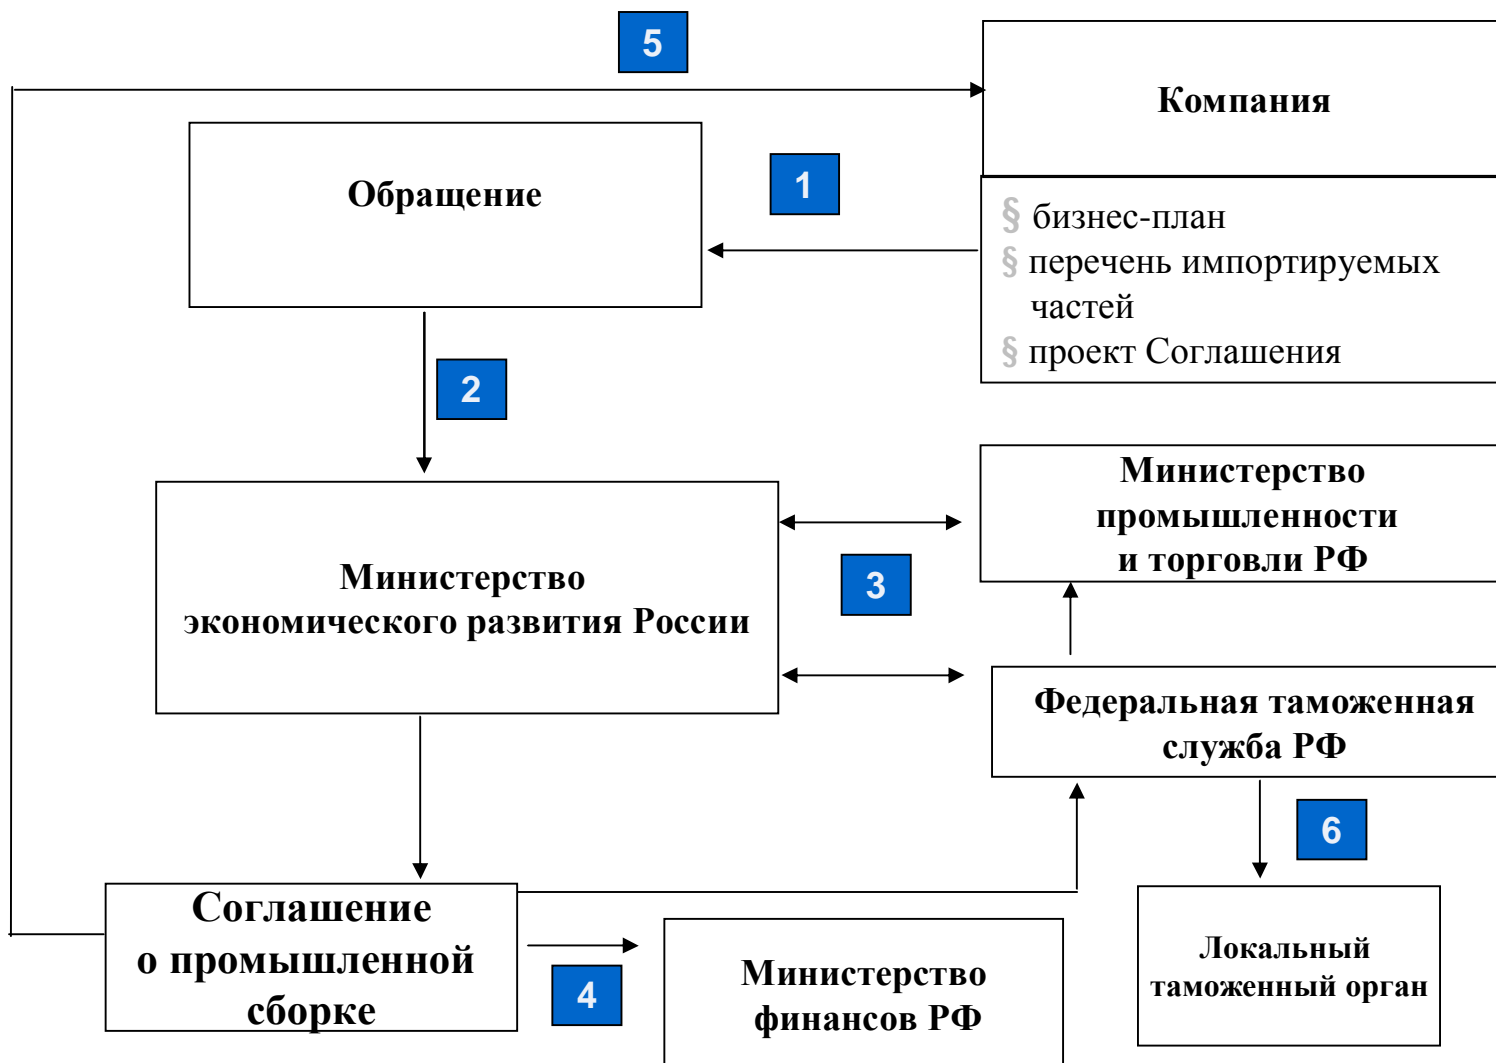 5
Компания
Обращение
1
§ бизнес-план
§ перечень импортируемых
частей
§ проект Соглашения
2
Министерство
промышленности
и торговли РФ
Министерство
экономического развития России
3
Федеральная таможенная
служба РФ
6
Соглашение
о промышленной
сборке
4
Министерство
финансов РФ
Локальный
таможенный орган